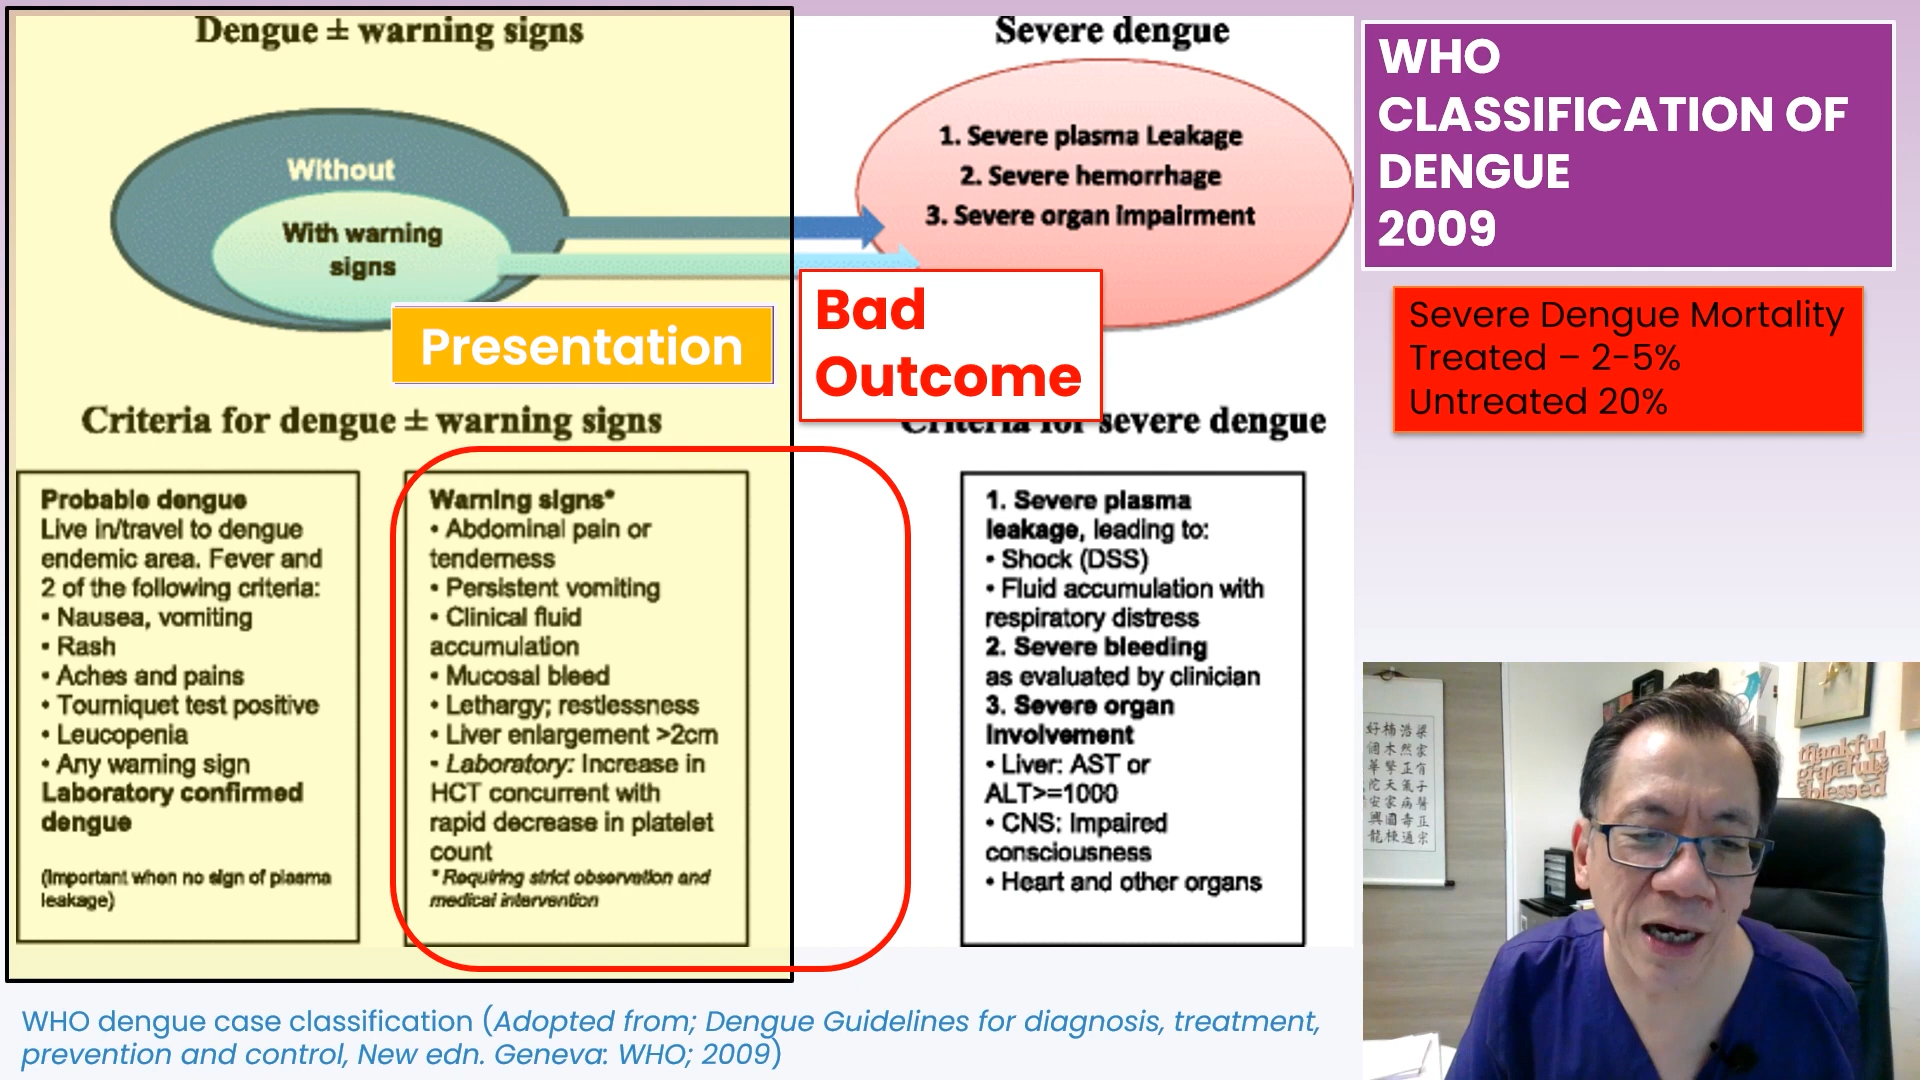 Dengue ± warning signs
Without
With warning
signs
Presentation
Severe dengue
1. Severe plasma Leakage
2. Severe hemorrhage
3. Severe organ impairment
Bad
Outcome
Criteria for dengue ± warning signs
Probable dengue
Live in/travel to dengue
endemic area. Fever and
2 of the following criteria:
• Nausea, vomiting
• Rash
• Aches and pains
• Tourniquet test positive
• Leucopenia
• Any warning sign
Laboratory confirmed
dengue
(important when no sign of plasma
leakage)
Warning signs*
• Abdominal pain or
tenderness
• Persistent vomiting
• Clinical fluid
accumulation
• Mucosal bleed
• Lethargy; restlessness
• Liver enlargement >2cm
• Laboratory: Increase in
HCT concurrent with
rapid decrease in platelet
count
* Requiring strict observation and
medical intervention
Criteria for severe dengue
1. Severe plasma
leakage, leading to:
• Shock (DSS)
• Fluid accumulation with
respiratory distress
2. Severe bleeding
as evaluated by clinician
3. Severe organ
involvement
• Liver: AST or
ALT>=1000
• CNS: Impaired
consciousness
• Heart and other organs
WHO dengue case classification (Adopted from; Dengue Guidelines for diagnosis, treatment,
prevention and control, New edn. Geneva: WHO; 2009)
WHO
CLASSIFICATION OF
DENGUE
2009
Severe Dengue Mortality
Treated – 2-5%
Untreated 20%
thankful
grateful
blessed